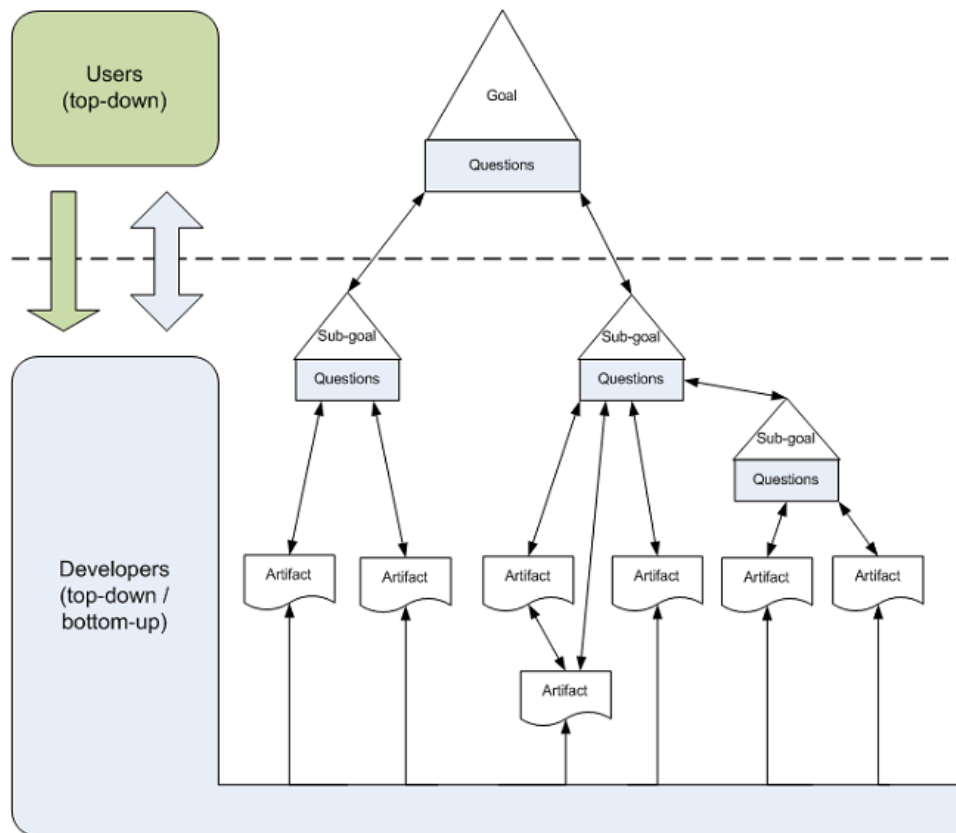 Users
(top-down)
Goal
Questions
Sub-goal
Questions
Sub-goal
Questions
Sub-goal
Questions
Developers
(top-down /
bottom-up)
Artifact
Artifact
Artifact
Artifact
Artifact
Artifact
Artifact